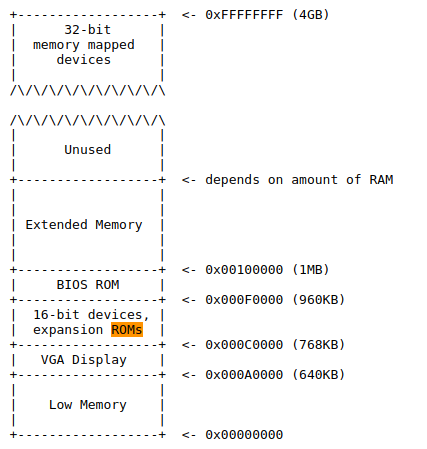 +------------------+  <- 0xFFFFFFFF (4GB)
|      32-bit      |
|  memory mapped   |
|     devices      |
|                  |
/\/\/\/\/\/\/\/\/\/\

/\/\/\/\/\/\/\/\/\/\
|                  |
|      Unused      |
|                  |
+------------------+  <- depends on amount of RAM
|                  |
|                  |
| Extended Memory  |
|                  |
|                  |
+------------------+  <- 0x00100000 (1MB)
|     BIOS ROM     |
+------------------+  <- 0x000F0000 (960KB)
|  16-bit devices, |
|  expansion ROMs  |
+------------------+  <- 0x000C0000 (768KB)
|   VGA Display    |
+------------------+  <- 0x000A0000 (640KB)
|                  |
|    Low Memory    |
|                  |
+------------------+  <- 0x00000000